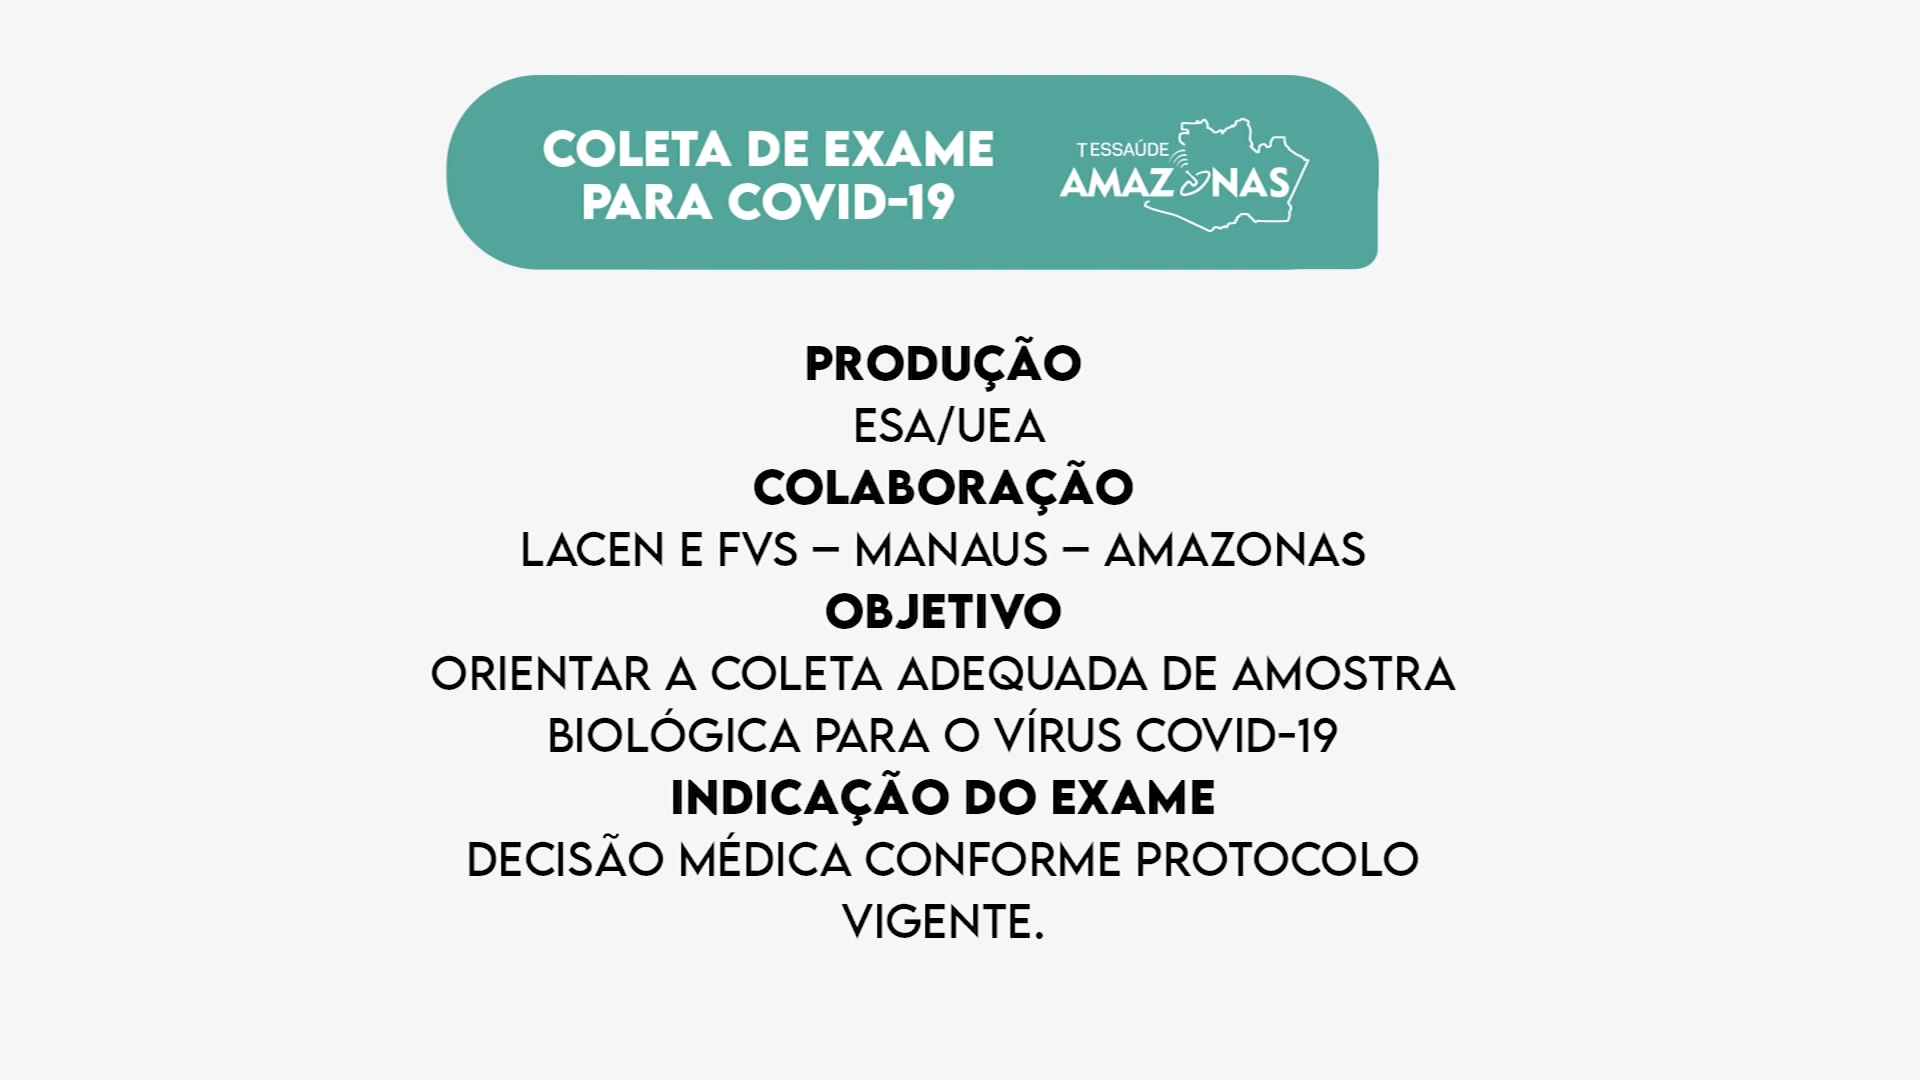 COLETA DE EXAME
PARA COVID-19
TESSAÚDE
AMAZONAS
PRODUÇÃO
ESA/UEA
COLABORAÇÃO
LACEN E FVS – MANAUS – AMAZONAS
OBJETIVO
ORIENTAR A COLETA ADEQUADA DE AMOSTRA
BIOLÓGICA PARA O VÍRUS COVID-19
INDICAÇÃO DO EXAME
DECISÃO MÉDICA CONFORME PROTOCOLO
VIGENTE.